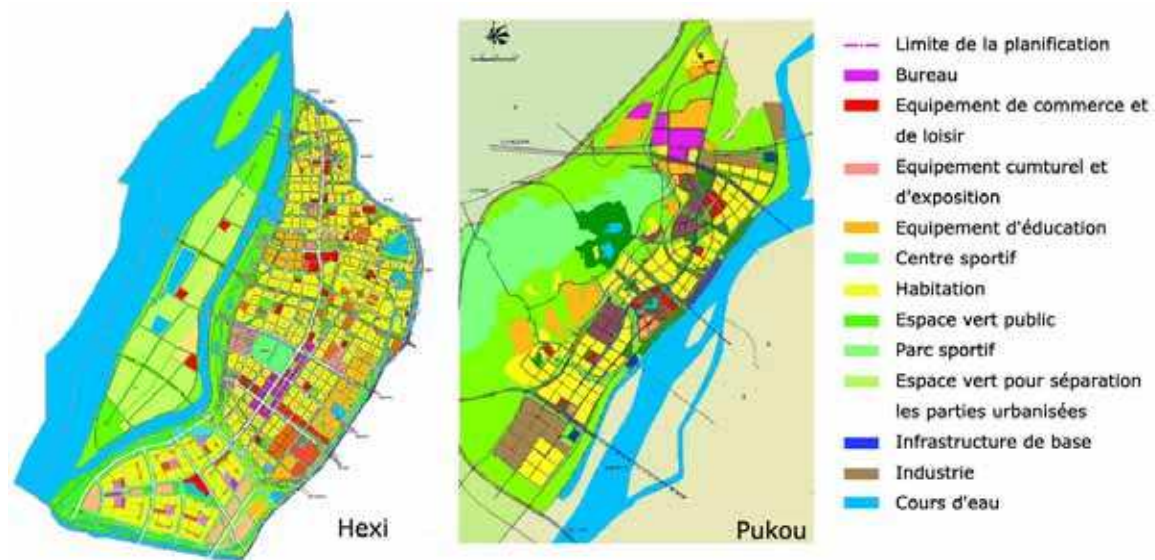 Hexi
Pukou
Limite de la planification
Bureau
Equipement de commerce et
de loisir
Equipement cumturel et
d'exposition
Equipement d'éducation
Centre sportif
Habitation
Espace vert public
Parc sportif
Espace vert pour séparation
les parties urbanisées
Infrastructure de base
Industrie
Cours d'eau